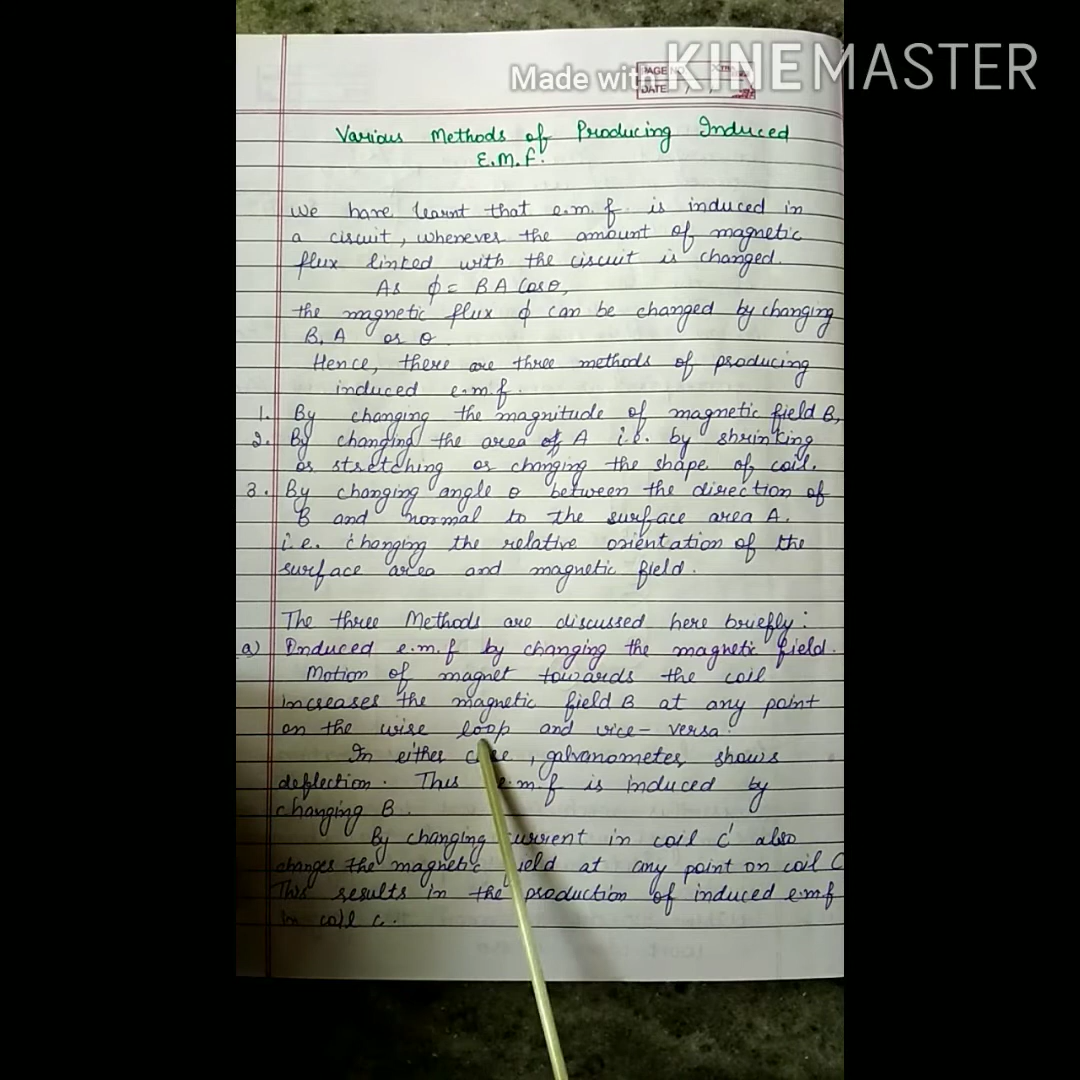 Made with KINEMASTER
PAGE NO.
DATE / /
Various Methods of Producing Induced
E.M.F.
We have learnt that e.m.f. is induced in
a circuit, whenever the amount of magnetic
flux linked with the circuit is changed.
As ϕ = BA Cosθ,
the magnetic flux ϕ can be changed by changing
B, A or θ.
Hence, there are three methods of producing
induced e.m.f.
1. By changing the magnitude of magnetic field B,
2. By changing the area of A i.e. by shrinking
or stretching or changing the shape of coil.
3. By changing angle θ between the direction of
B and normal to the surface area A.
i.e. changing the relative orientation of the
surface area and magnetic field.
The three Methods are discussed here briefly:
a) Induced e.m.f by changing the magnetic field.
Motion of magnet towards the coil
increases the magnetic field B at any point
on the wire loop and vice-versa.
In either case, galvanometer shows
deflection. This e.m.f is induced by
changing B.
By changing current in coil C' also
changes the magnetic field at any point on coil C
This results in the production of induced e.m.f
in coil C.